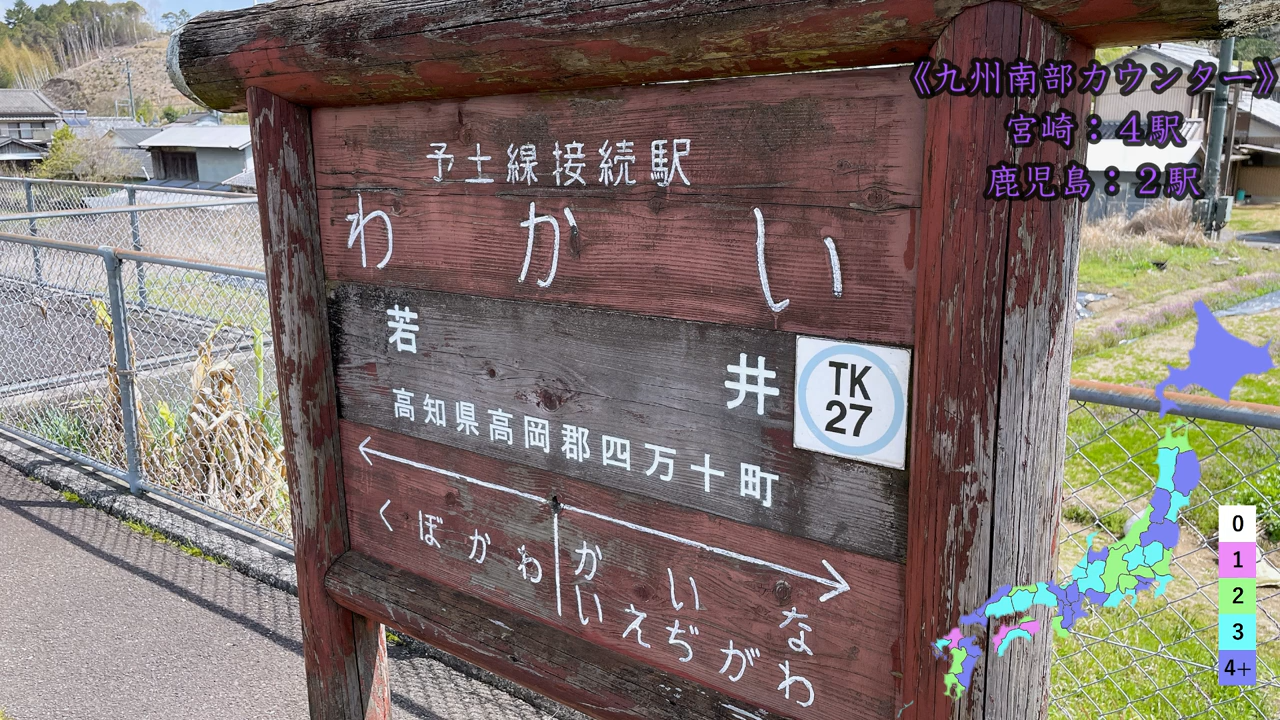 《九州南部カウンター》
宮崎：4駅
鹿児島：2駅
予土線接続駅
わかい
若井
TK
27
高知県高岡郡四万十町
くぼかわ
かいな
いえぢがわ
0
1
2
3
4+